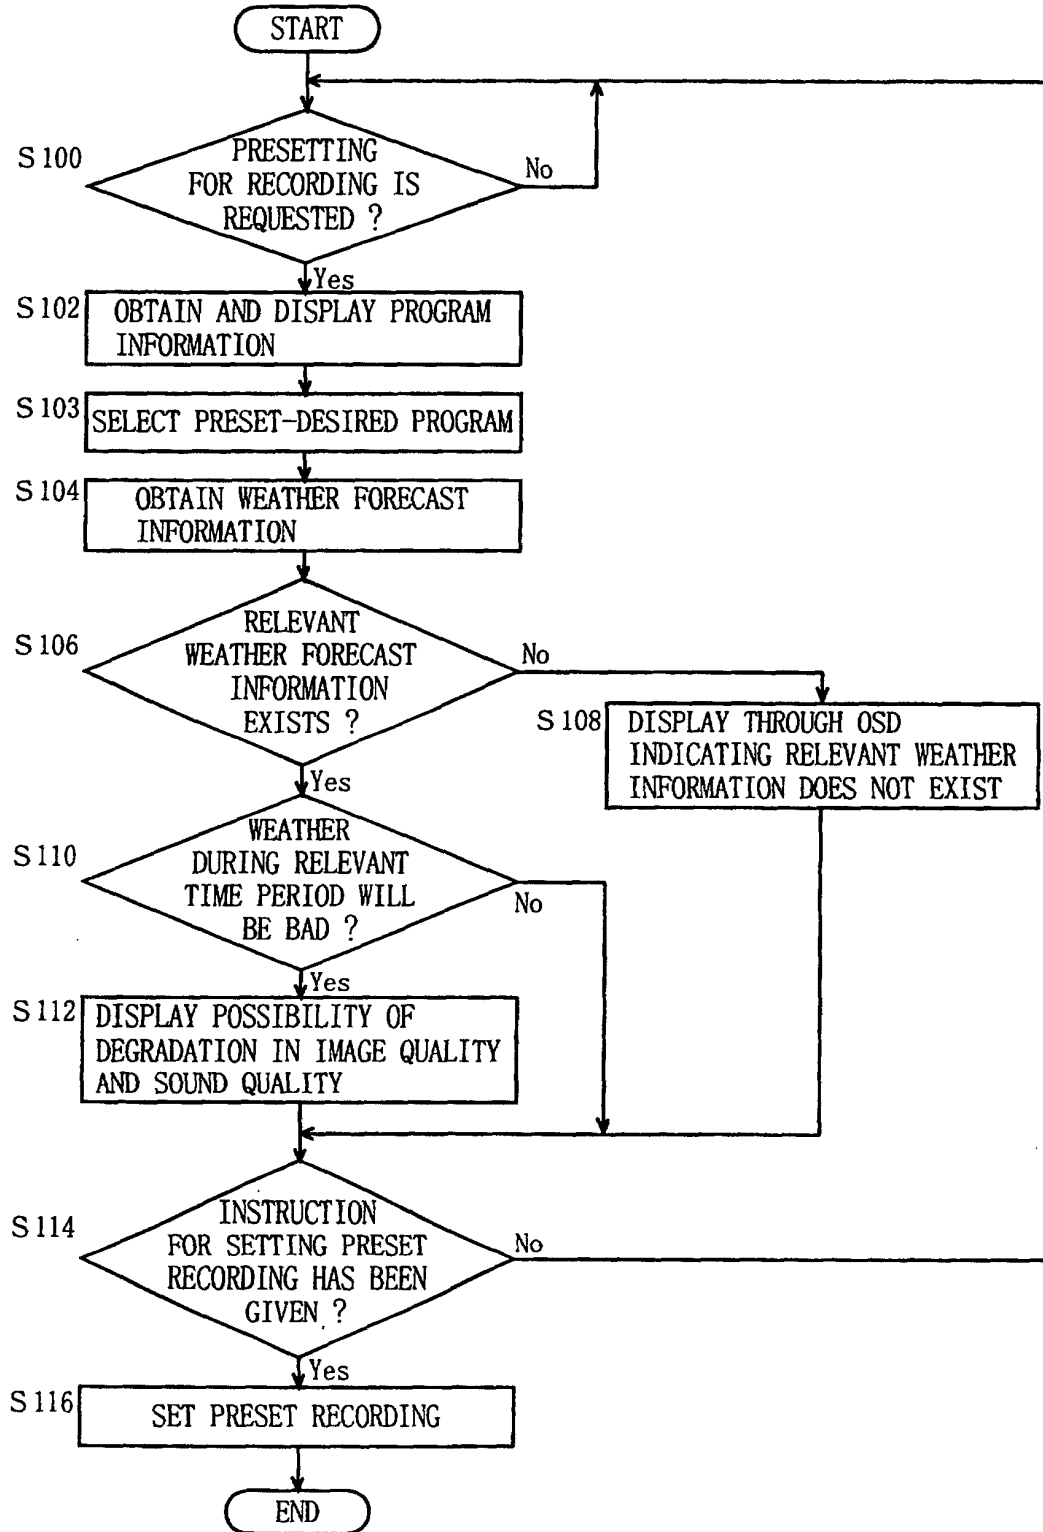 START
S100
PRESETTING
FOR RECORDING IS
REQUESTED ?
No
Yes
S102
OBTAIN AND DISPLAY PROGRAM
INFORMATION
S103
SELECT PRESET-DESIRED PROGRAM
S104
OBTAIN WEATHER FORECAST
INFORMATION
S106
RELEVANT
WEATHER FORECAST
INFORMATION
EXISTS ?
No
Yes
S108
DISPLAY THROUGH OSD
INDICATING RELEVANT WEATHER
INFORMATION DOES NOT EXIST
S110
WEATHER
DURING RELEVANT
TIME PERIOD WILL
BE BAD ?
No
Yes
S112
DISPLAY POSSIBILITY OF
DEGRADATION IN IMAGE QUALITY
AND SOUND QUALITY
S114
INSTRUCTION
FOR SETTING PRESET
RECORDING HAS BEEN
GIVEN ?
No
Yes
S116
SET PRESET RECORDING
END